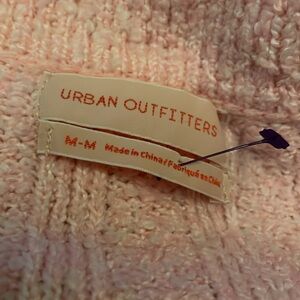 URBAN OUTFITTERS
M-M Made in China/Fabriqué en Chine